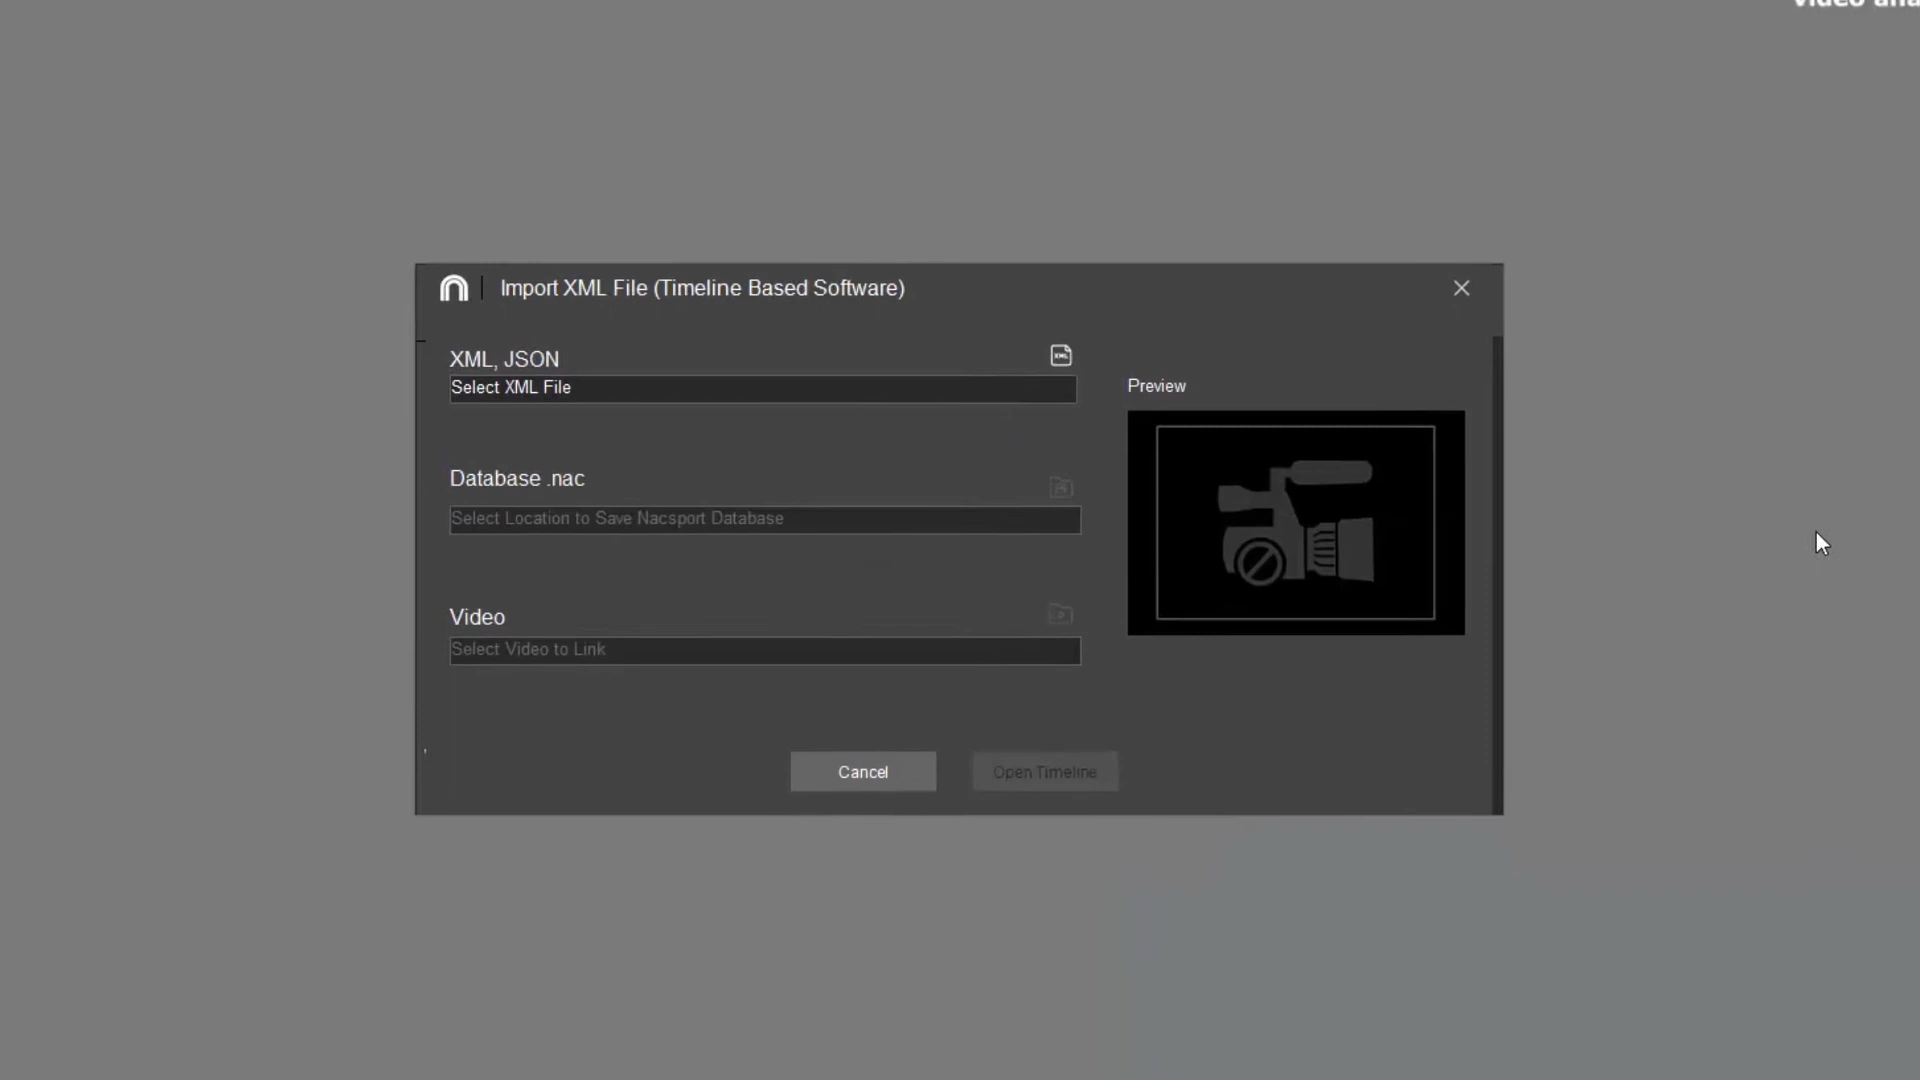 Import XML File (Timeline Based Software)
XML, JSON
Select XML File
Preview
Database .nac
Select Location to Save Nacsport Database
Video
Select Video to Link
Cancel
Open Timeline